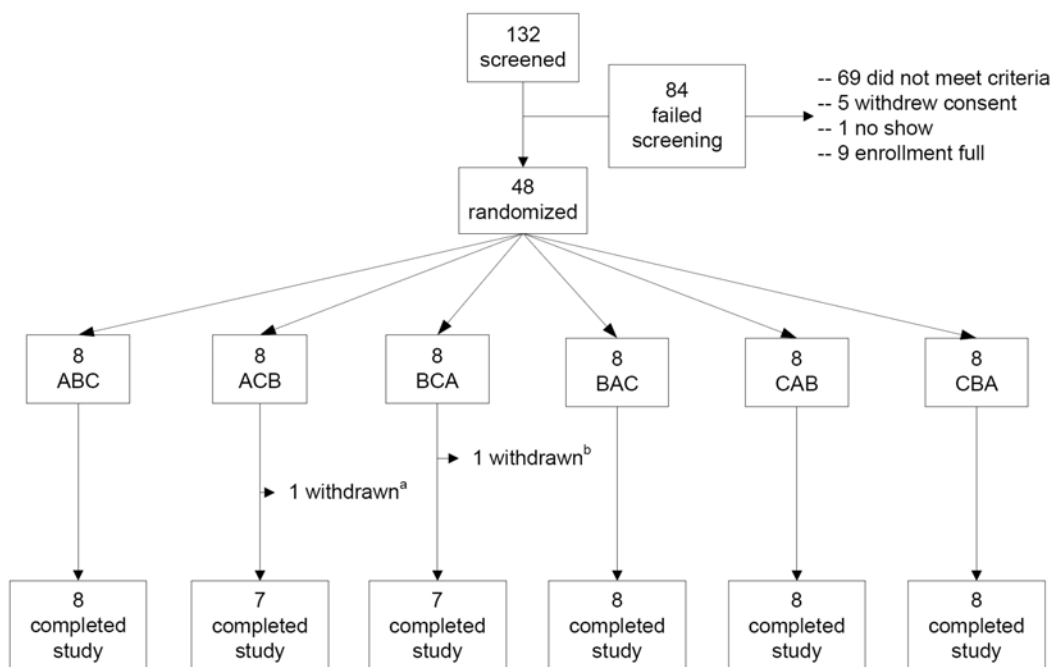 132
screened
84
failed
screening
-- 69 did not meet criteria
-- 5 withdrew consent
-- 1 no show
-- 9 enrollment full
48
randomized
8
ABC
8
ACB
8
BCA
8
BAC
8
CAB
8
CBA
1 withdrawnᵇ
1 withdrawnᵃ
8
completed
study
7
completed
study
7
completed
study
8
completed
study
8
completed
study
8
completed
study